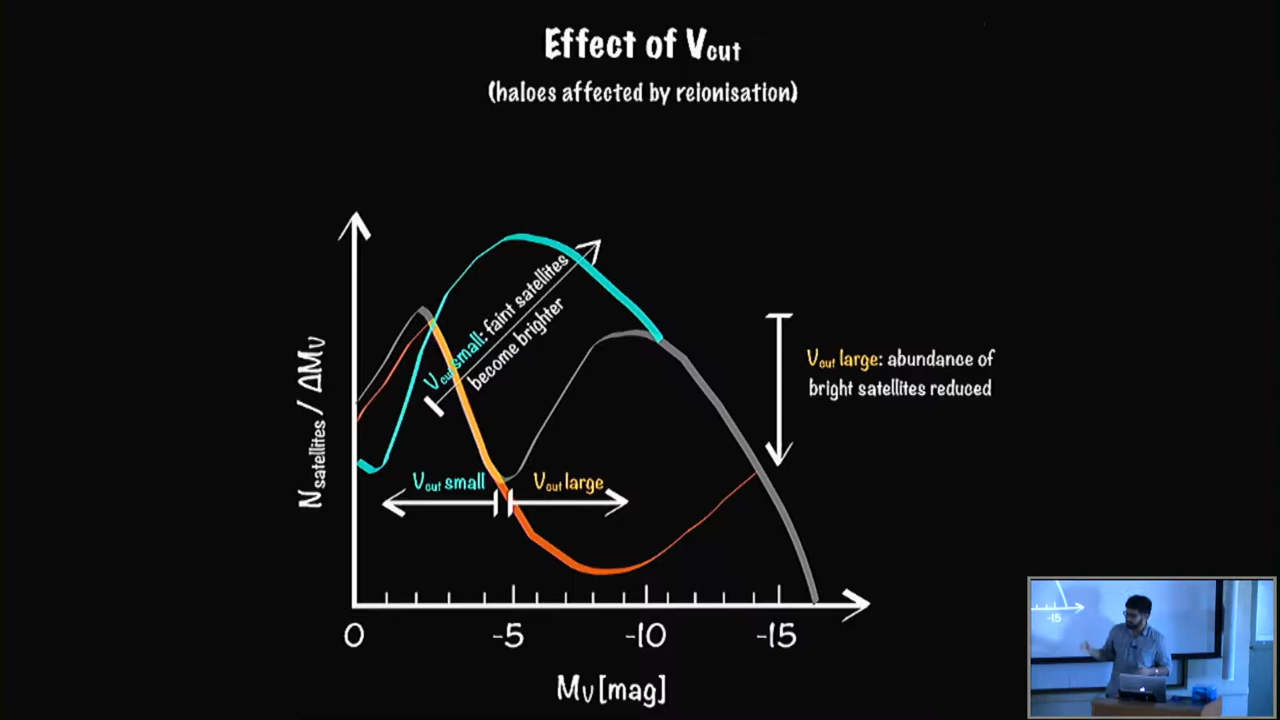 Effect of Vcut
(haloes affected by reionisation)
Nsatellites / ΔMv
Vcut small: faint satellites
become brighter
Vcut large: abundance of
bright satellites reduced
Vcut small
Vcut large
0
-5
-10
-15
Mv [mag]
-15